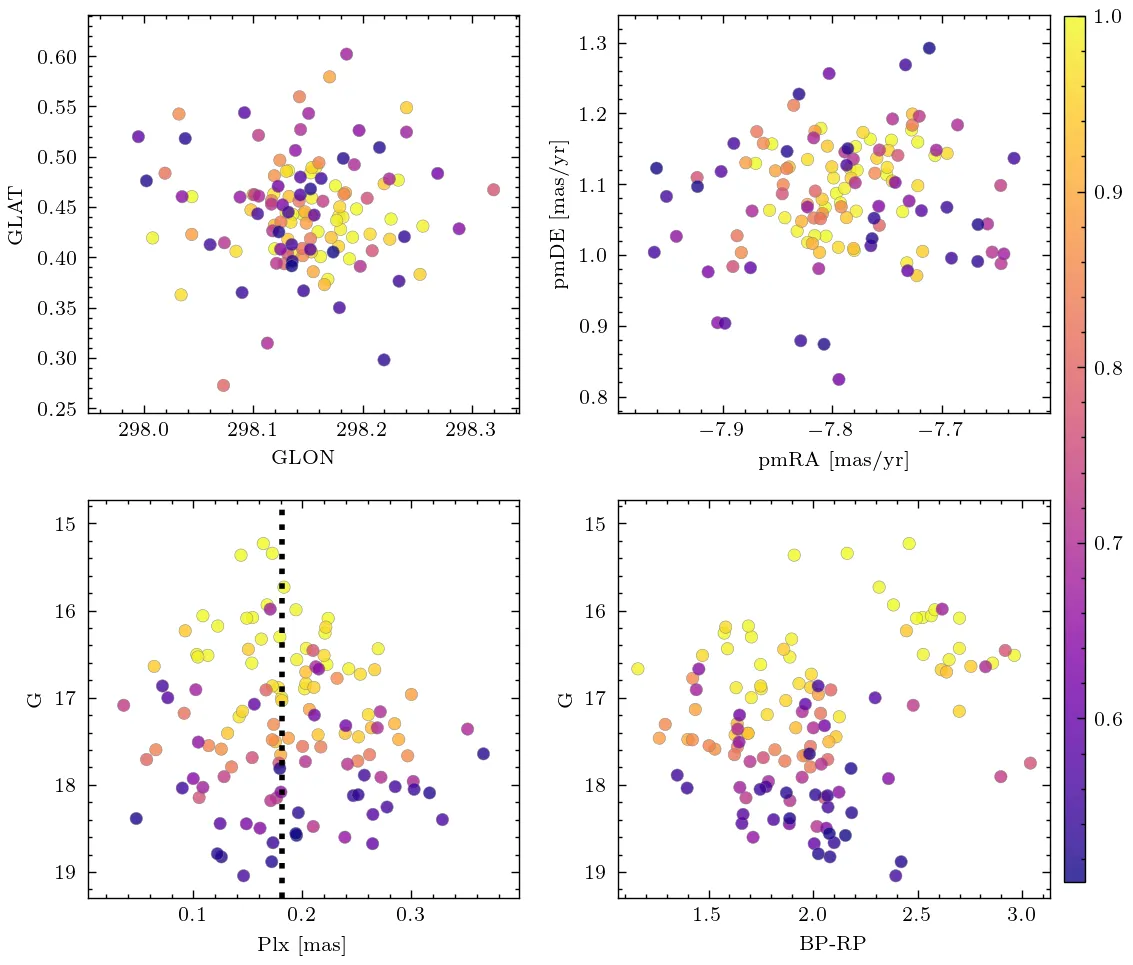 0.60
0.55
0.50
0.45
0.40
0.35
0.30
0.25
GLAT
298.0 298.1 298.2 298.3
GLON
1.3
1.2
1.1
1.0
0.9
0.8
pmDE [mas/yr]
−7.9 −7.8 −7.7
pmRA [mas/yr]
1.0
0.9
0.8
0.7
0.6
15
16
17
18
19
G
0.1 0.2 0.3
Plx [mas]
15
16
17
18
19
G
1.5 2.0 2.5 3.0
BP-RP